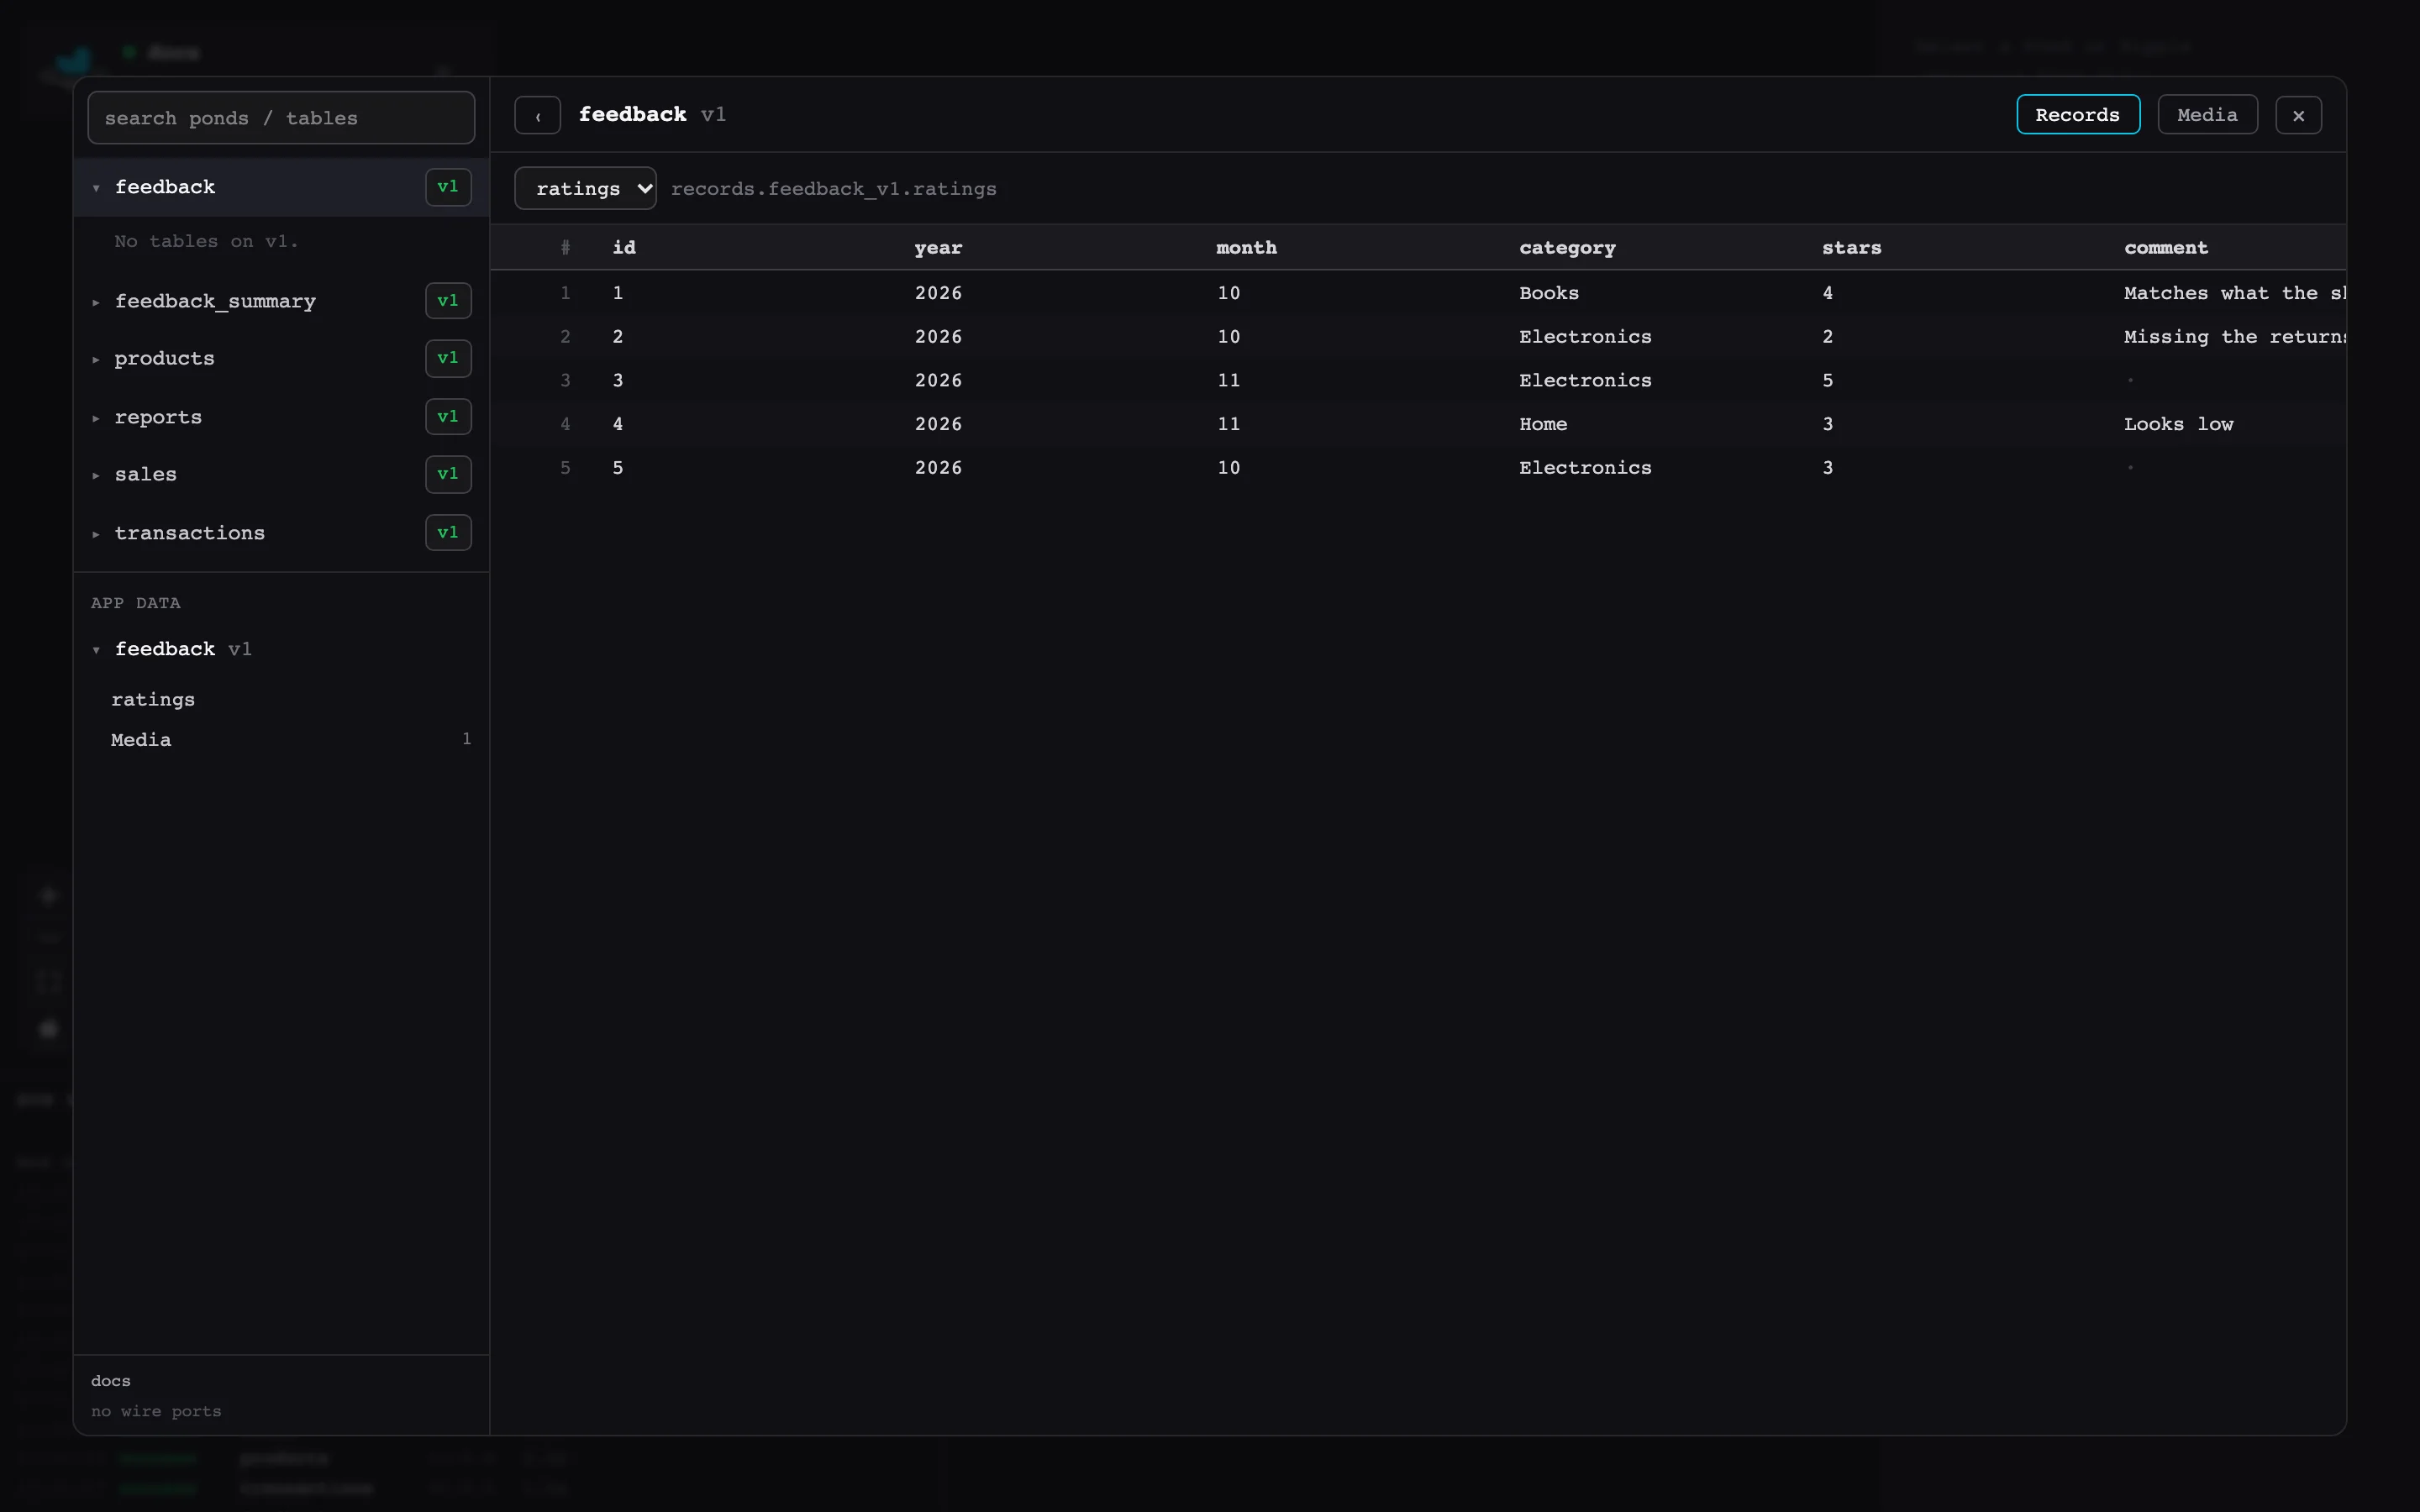 docs
search ponds / tables
feedback v1
No tables on v1.
feedback_summary v1
products v1
reports v1
sales v1
transactions v1
APP DATA
feedback v1
ratings
Media 1
docs
no wire ports
‹ feedback v1 Records Media ×
ratings records.feedback_v1.ratings
# id year month category stars comment
1 1 2026 10 Books 4 Matches what the
2 2 2026 10 Electronics 2 Missing the returns
3 3 2026 11 Electronics 5 ·
4 4 2026 11 Home 3 Looks low
5 5 2026 10 Electronics 3 ·
products
transactions